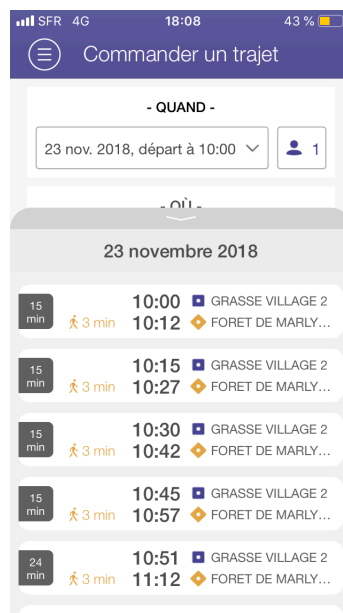 SFR 4G 18:08 43 %
Commander un trajet
- QUAND -
23 nov. 2018, départ à 10:00 1
- OÙ -
23 novembre 2018
15 min 10:00 GRASSE VILLAGE 2
3 min 10:12 FORET DE MARLY...
15 min 10:15 GRASSE VILLAGE 2
3 min 10:27 FORET DE MARLY...
15 min 10:30 GRASSE VILLAGE 2
3 min 10:42 FORET DE MARLY...
15 min 10:45 GRASSE VILLAGE 2
3 min 10:57 FORET DE MARLY...
24 min 10:51 GRASSE VILLAGE 2
3 min 11:12 FORET DE MARLY...